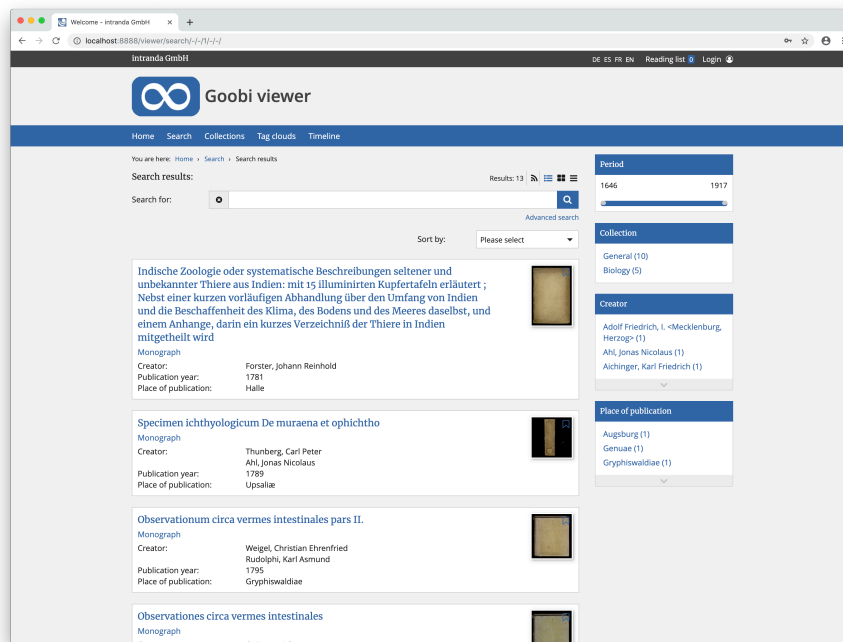 Welcome - intranda GmbH
localhost:8888/viewer/search/-/-/1/-/-/
intranda GmbH
DE ES FR EN Reading list 0 Login
Goobi viewer
Home Search Collections Tag clouds Timeline
You are here: Home › Search › Search results
Search results:
Results: 13
Search for:
Advanced search
Sort by: Please select
Indische Zoologie oder systematische Beschreibungen seltener und
unbekannter Thiere aus Indien: mit 15 illuminirten Kupfertafeln erläutert ;
Nebst einer kurzen vorläufigen Abhandlung über den Umfang von Indien
und die Beschaffenheit des Klima, des Bodens und des Meeres daselbst, und
einem Anhange, darin ein kurzes Verzeichniß der Thiere in Indien
mitgetheilt wird
Monograph
Creator: Forster, Johann Reinhold
Publication year: 1781
Place of publication: Halle
Specimen ichthyologicum De muraena et ophichtho
Monograph
Creator: Thunberg, Carl Peter
Ahl, Jonas Nicolaus
Publication year: 1789
Place of publication: Upsaliæ
Observationum circa vermes intestinales pars II.
Monograph
Creator: Weigel, Christian Ehrenfried
Rudolphi, Karl Asmund
Publication year: 1795
Place of publication: Gryphiswaldiae
Observationes circa vermes intestinales
Monograph
Period
1646 1917
Collection
General (10)
Biology (5)
Creator
Adolf Friedrich, I. <Mecklenburg,
Herzog> (1)
Ahl, Jonas Nicolaus (1)
Aichinger, Karl Friedrich (1)
Place of publication
Augsburg (1)
Genuae (1)
Gryphiswaldiae (1)